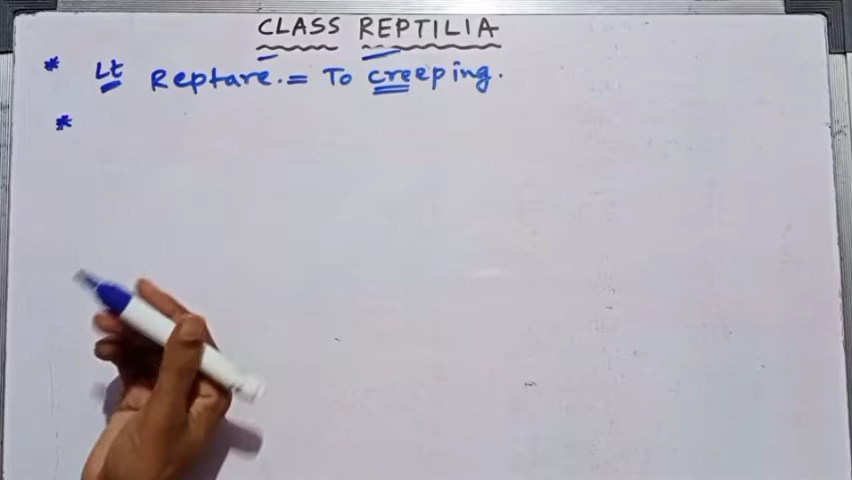 CLASS REPTILIA
* Lt Reptare. = To creeping.
*